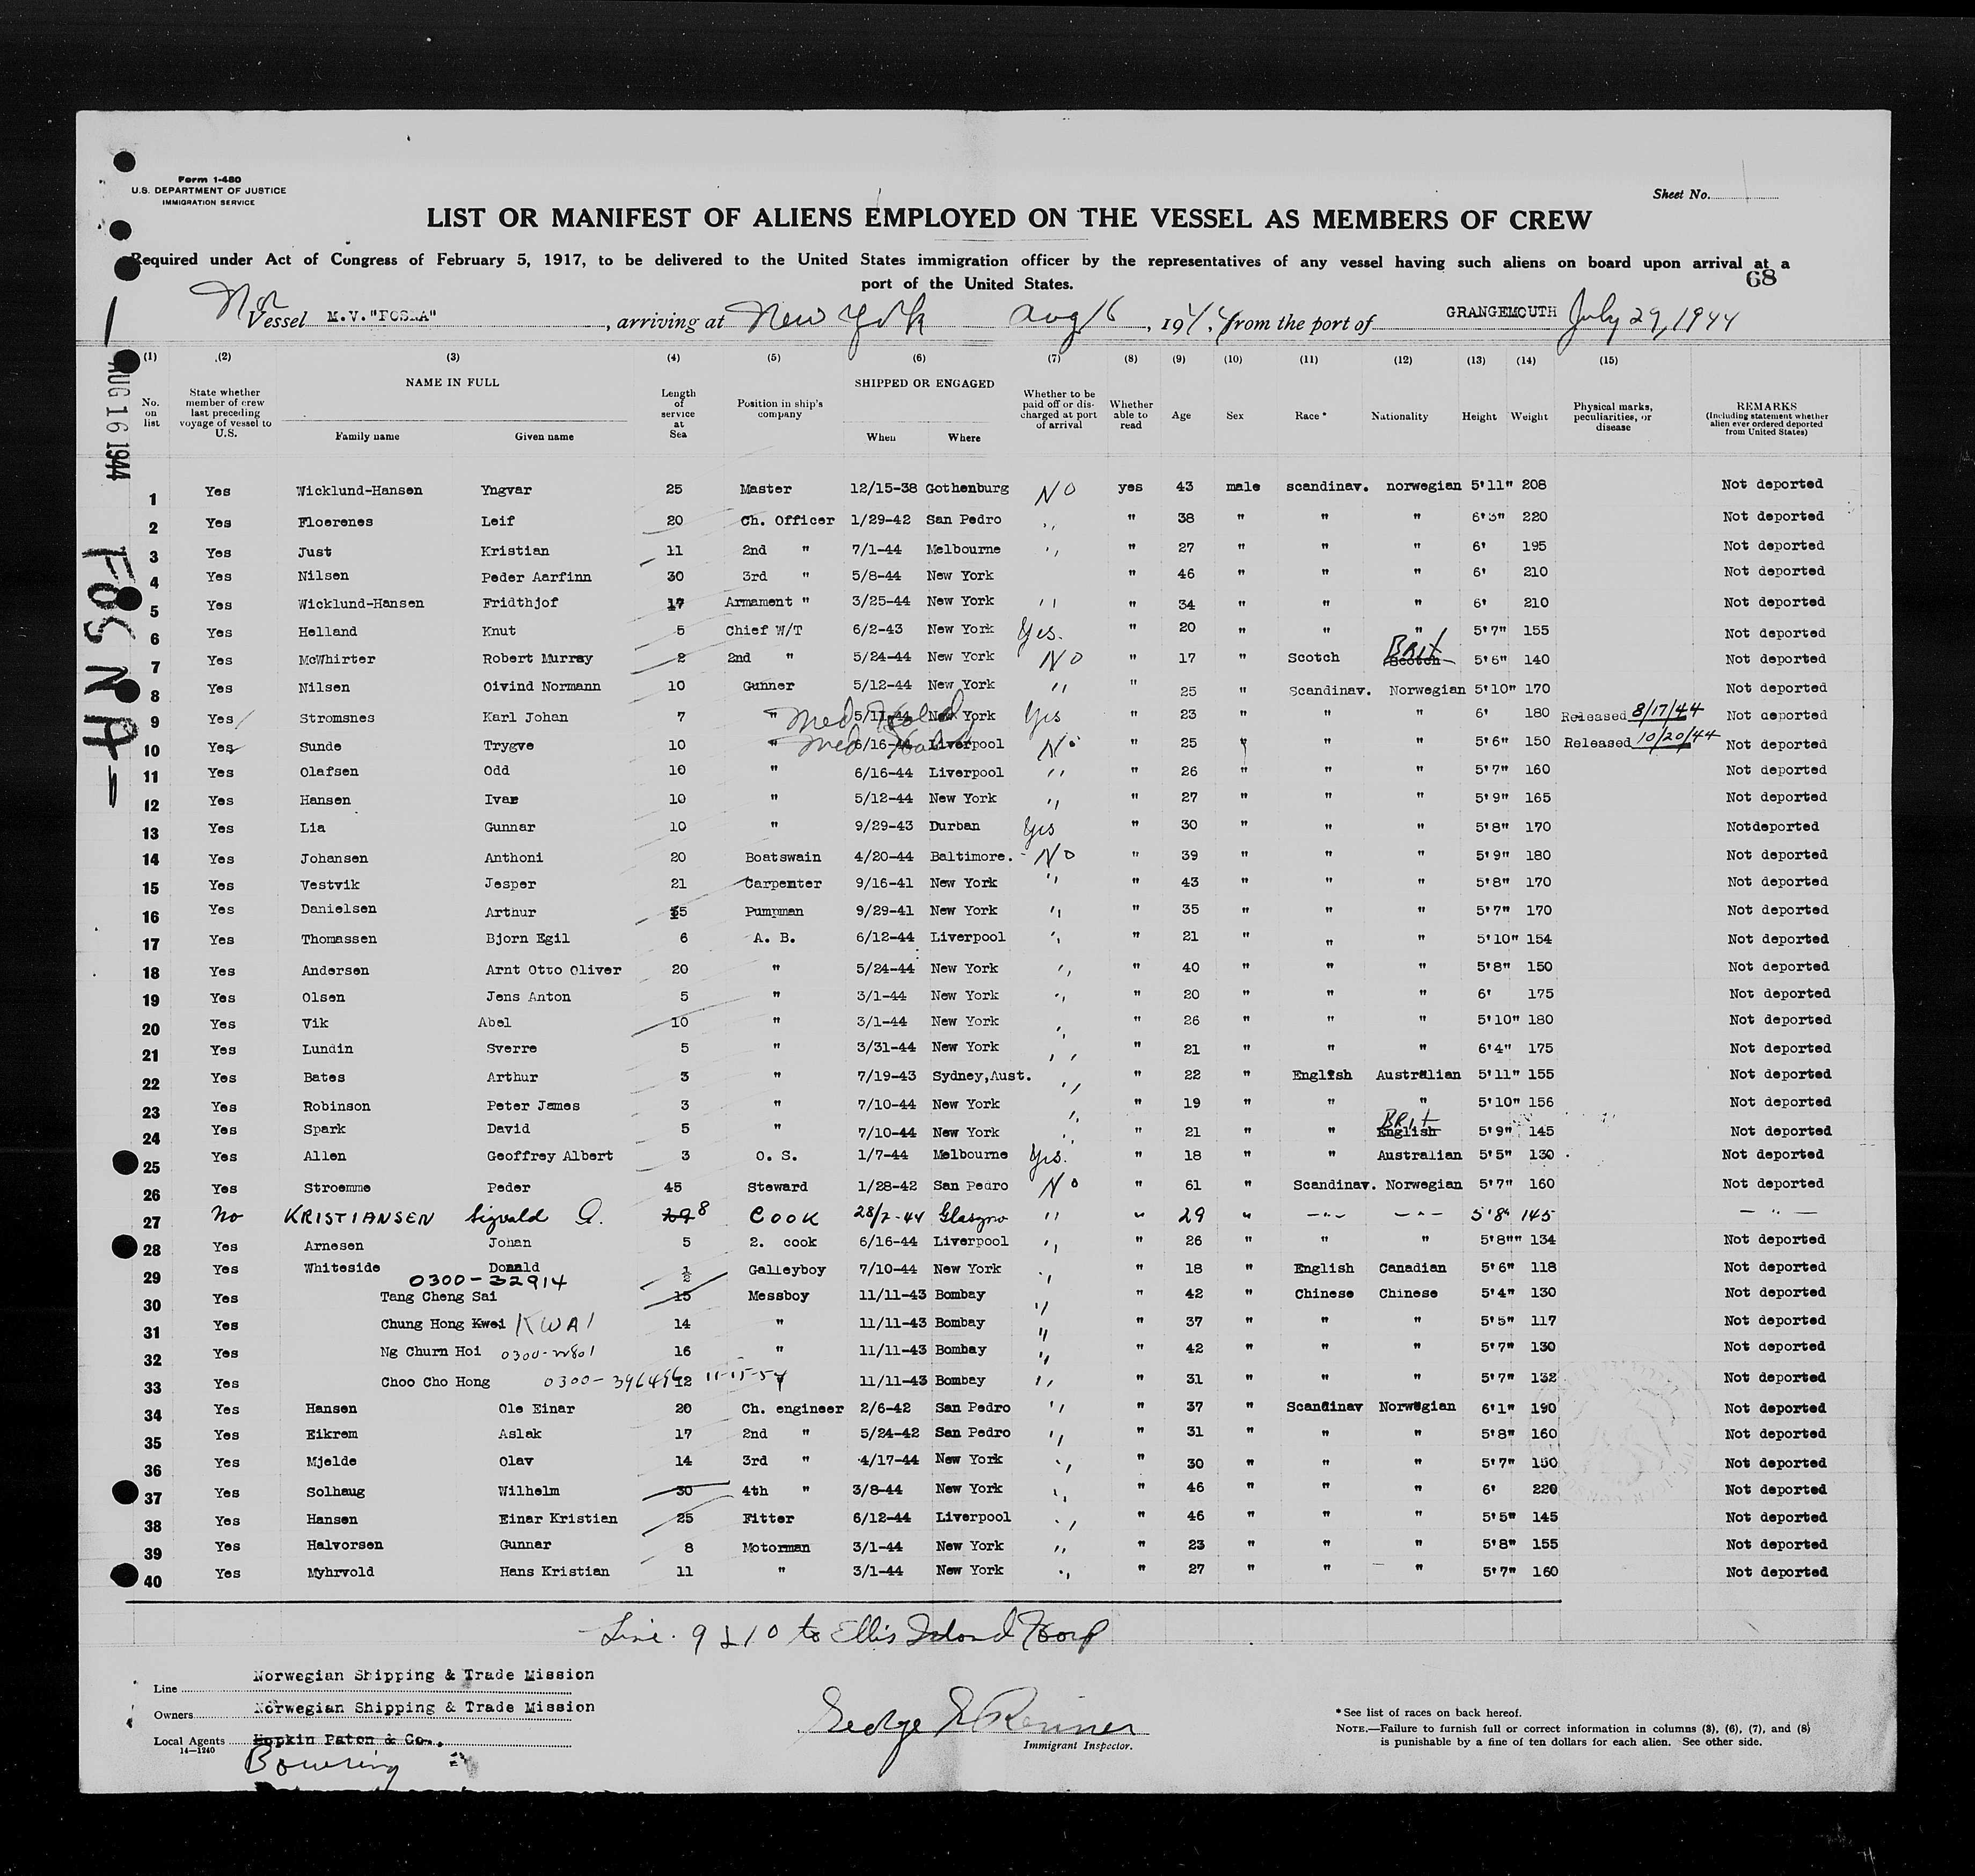 Form 1-480
U.S. DEPARTMENT OF JUSTICE
IMMIGRATION SERVICE
Sheet No. 1
LIST OR MANIFEST OF ALIENS EMPLOYED ON THE VESSEL AS MEMBERS OF CREW
Required under Act of Congress of February 5, 1917, to be delivered to the United States immigration officer by the representatives of any vessel having such aliens on board upon arrival at a
port of the United States.
68
Nor
Vessel M.V."FOSNA", arriving at New York Aug 16, 1944, from the port of GRANGEMOUTH July 29, 1944
AUG 16 1944
FOSNA
(1) (2) (3) (4) (5) (6) (7) (8) (9) (10) (11) (12) (13) (14) (15)
No. on list State whether member of crew last preceding voyage of vessel to U.S. NAME IN FULL Family name Given name Length of service at Sea Position in ship's company SHIPPED OR ENGAGED When Where Whether to be paid off or discharged at port of arrival Whether able to read Age Sex Race* Nationality Height Weight Physical marks, peculiarities, or disease REMARKS (Including statement whether alien ever ordered deported from United States)
1 Yes Wicklund-Hansen Yngvar 25 Master 12/15-38 Gothenburg NO yes 43 male scandinav. norwegian 5'11" 208 Not deported
2 Yes Floerenes Leif 20 Ch. Officer 1/29-42 San Pedro " " 38 " " " 6'3" 220 Not deported
3 Yes Just Kristian 11 2nd " 7/1-44 Melbourne " " 27 " " " 6' 195 Not deported
4 Yes Nilsen Peder Aarfinn 30 3rd " 5/8-44 New York " 46 " " " 6' 210 Not deported
5 Yes Wicklund-Hansen Fridthjof 17 Armament " 3/25-44 New York " " 34 " " " 6' 210 Not deported
6 Yes Helland Knut 5 Chief W/T 6/2-43 New York Yes. " 20 " " " 5'7" 155 Not deported
7 Yes McWhirter Robert Murray 2 2nd " 5/24-44 New York NO " 17 " Scotch Scotch BRIT 5'6" 140 Not deported
8 Yes Nilsen Oivind Normann 10 Gunner 5/12-44 New York " " 25 " Scandinav. Norwegian 5'10" 170 Not deported
9 Yes Stromsnes Karl Johan 7 " Med Hold 5/11-44 New York Yes " 23 " " " 6' 180 Released 8/17/44 Not deported
10 Yes Sunde Trygve 10 " Med Hold 6/16-44 Liverpool No " 25 " " " 5'6" 150 Released 10/20/44 Not deported
11 Yes Olafsen Odd 10 " 6/16-44 Liverpool " " 26 " " " 5'7" 160 Not deported
12 Yes Hansen Ivar 10 " 5/12-44 New York " " 27 " " " 5'9" 165 Not deported
13 Yes Lia Gunnar 10 " 9/29-43 Durban Yes " 30 " " " 5'8" 170 Notdeported
14 Yes Johansen Anthoni 20 Boatswain 4/20-44 Baltimore. NO " 39 " " " 5'9" 180 Not deported
15 Yes Vestvik Jesper 21 Carpenter 9/16-41 New York " " 43 " " " 5'8" 170 Not deported
16 Yes Danielsen Arthur 15 Pumpman 9/29-41 New York " " 35 " " " 5'7" 170 Not deported
17 Yes Thomassen Bjorn Egil 6 A. B. 6/12-44 Liverpool " " 21 " " " 5'10" 154 Not deported
18 Yes Andersen Arnt Otto Oliver 20 " 5/24-44 New York " " 40 " " " 5'8" 150 Not deported
19 Yes Olsen Jens Anton 5 " 3/1-44 New York " " 20 " " " 6' 175 Not deported
20 Yes Vik Abel 10 " 3/1-44 New York " " 26 " " " 5'10" 180 Not deported
21 Yes Lundin Sverre 5 " 3/31-44 New York " " 21 " " " 6'4" 175 Not deported
22 Yes Bates Arthur 3 " 7/19-43 Sydney,Aust. " " 22 " English Australian 5'11" 155 Not deported
23 Yes Robinson Peter James 3 " 7/10-44 New York " " 19 " " " 5'10" 156 Not deported
24 Yes Spark David 5 " 7/10-44 New York " " 21 " " English BRIT 5'9" 145 Not deported
25 Yes Allen Geoffrey Albert 3 O. S. 1/7-44 Melbourne Yes. " 18 " " Australian 5'5" 130 Not deported
26 Yes Stroemme Peder 45 Steward 1/28-42 San Pedro No " 61 " Scandinav. Norwegian 5'7" 160 Not deported
27 No KRISTIANSEN Sigvald A. 29 8 COOK 28/7-44 Glasgow " " 29 " -"- -"- 5'8" 145 -"-
28 Yes Arnesen Johan 5 2. cook 6/16-44 Liverpool " " 26 " " " 5'8"" 134 Not deported
29 Yes Whiteside Donald 1/2 Galleyboy 7/10-44 New York " " 18 " English Canadian 5'6" 118 Not deported
0300-32914
30 Yes Tang Cheng Sai 15 Messboy 11/11-43 Bombay " " 42 " Chinese Chinese 5'4" 130 Not deported
31 Yes Chung Hong Kwei KWAI 14 " 11/11-43 Bombay " " 37 " " " 5'5" 117 Not deported
32 Yes Ng Churn Hoi 16 " 11/11-43 Bombay " " 42 " " " 5'7" 130 Not deported
33 Yes Choo Cho Hong 0300-396496 12 11-15-54 " 11/11-43 Bombay " " 31 " " " 5'7" 132 Not deported
34 Yes Hansen Ole Einar 20 Ch. engineer 2/6-42 San Pedro " " 37 " Scandinav Norwegian 6'1" 190 Not deported
35 Yes Eikrem Aslak 17 2nd " 5/24-42 San Pedro " " 31 " " " 5'8" 160 Not deported
36 Yes Mjelde Olav 14 3rd " 4/17-44 New York " " 30 " " " 5'7" 150 Not deported
37 Yes Solhaug Wilhelm 30 4th " 3/8-44 New York " " 46 " " " 6' 220 Not deported
38 Yes Hansen Einar Kristian 25 Fitter 6/12-44 Liverpool " " 46 " " " 5'5" 145 Not deported
39 Yes Halvorsen Gunnar 8 Motorman 3/1-44 New York " " 23 " " " 5'8" 155 Not deported
40 Yes Myhrvold Hans Kristian 11 " 3/1-44 New York " " 27 " " " 5'7" 160 Not deported
Line. 9 & 10 to Ellis Island Hosp
Line Norwegian Shipping & Trade Mission
Owners Norwegian Shipping & Trade Mission
Local Agents Hopkin Paton & Co.
14-1240
Bowring
George E Renner
Immigrant Inspector.
*See list of races on back hereof.
NOTE.—Failure to furnish full or correct information in columns (3), (6), (7), and (8)
is punishable by a fine of ten dollars for each alien. See other side.